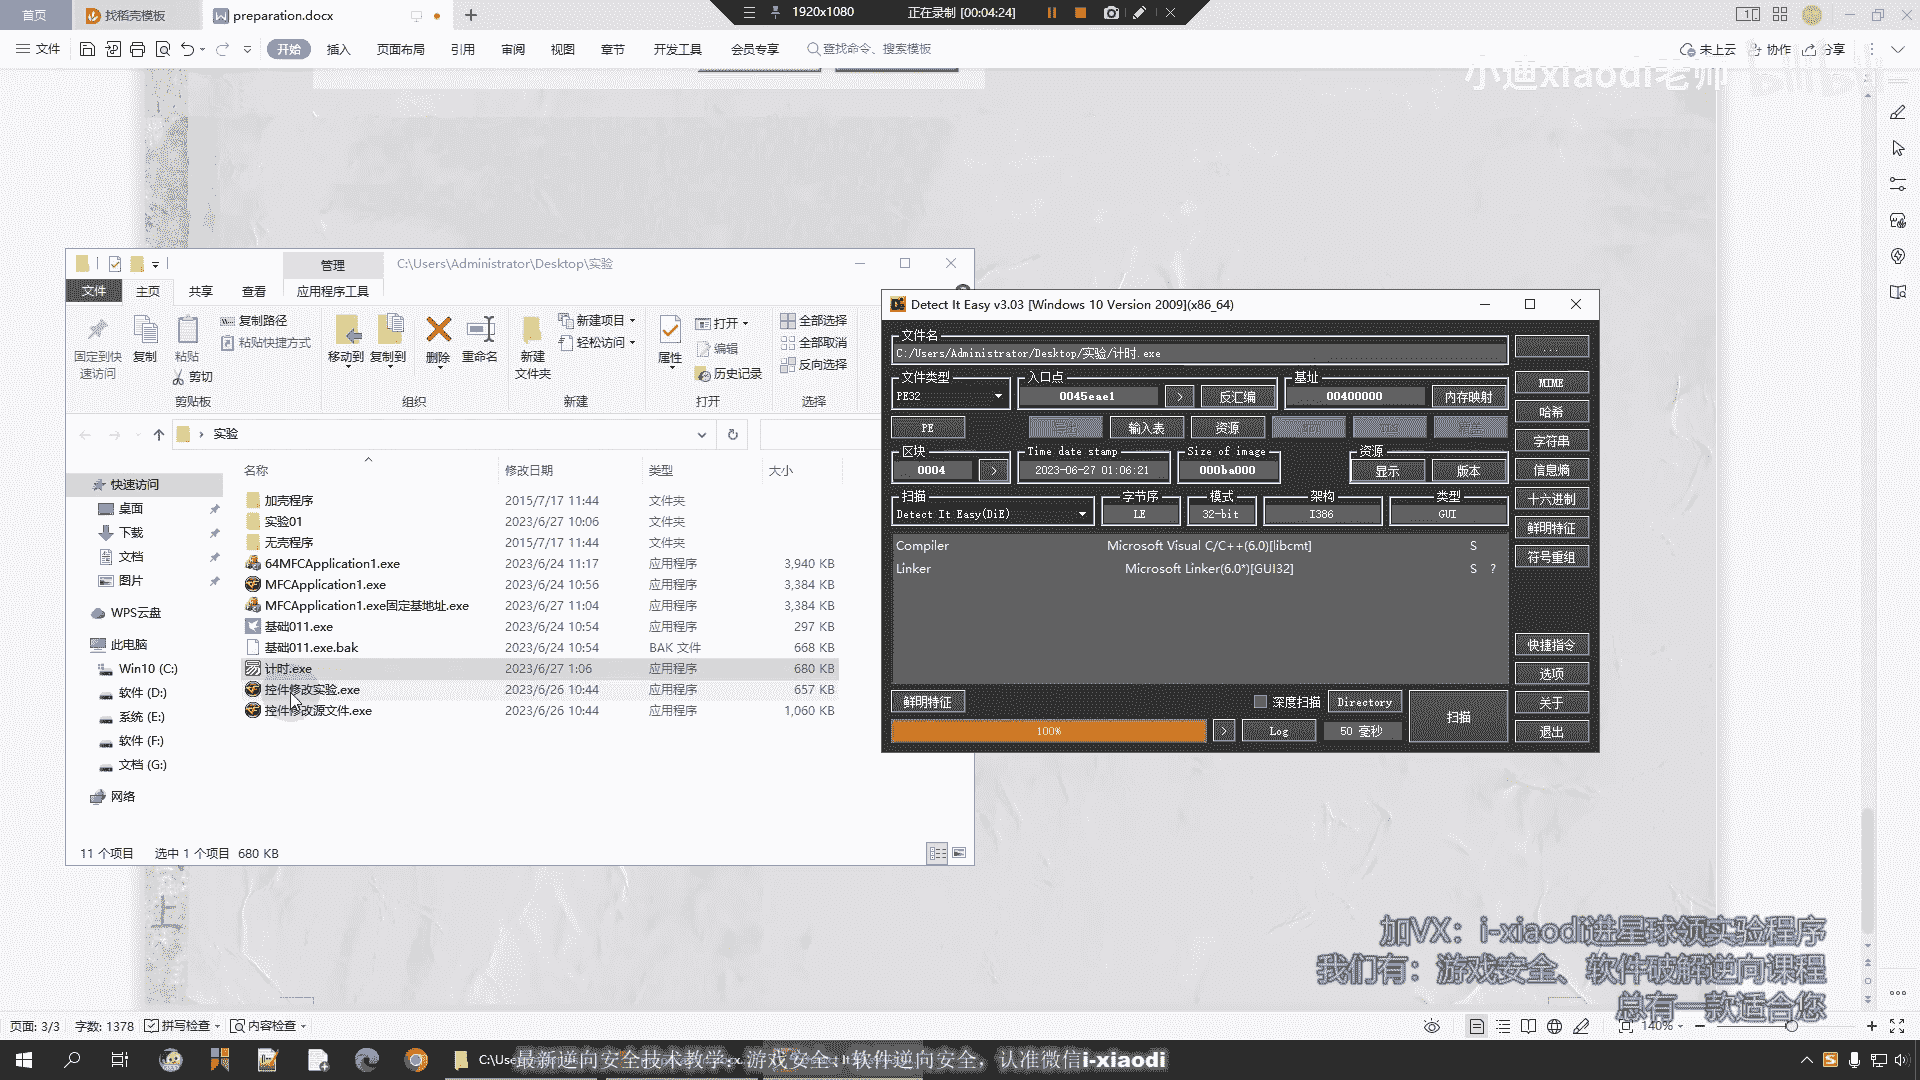 首页
找稻壳模板
preparation.docx
1920x1080
正在录制 [00:04:24]
文件
开始
插入
页面布局
引用
审阅
视图
章节
开发工具
会员专享
查找命令、搜索模板
未上云
协作
分享
小迪xiaodi老师
bilibili
管理
C:\Users\Administrator\Desktop\实验
文件
主页
共享
查看
应用程序工具
固定到快速访问
复制
粘贴
复制路径
粘贴快捷方式
剪切
剪贴板
移动到
复制到
删除
重命名
组织
新建文件夹
新建项目
轻松访问
新建
属性
打开
编辑
历史记录
打开
全部选择
全部取消
反向选择
选择
实验
名称 修改日期 类型 大小
快速访问
桌面
下载
文档
图片
WPS云盘
此电脑
Win10 (C:)
软件 (D:)
系统 (E:)
软件 (F:)
文档 (G:)
网络
加壳程序 2015/7/17 11:44 文件夹
实验01 2023/6/27 10:06 文件夹
无壳程序 2015/7/17 11:44 文件夹
64MFCApplication1.exe 2023/6/24 11:17 应用程序 3,940 KB
MFCApplication1.exe 2023/6/24 10:56 应用程序 3,384 KB
MFCApplication1.exe固定基地址.exe 2023/6/27 11:04 应用程序 3,384 KB
基础011.exe 2023/6/24 10:54 应用程序 297 KB
基础011.exe.bak 2023/6/24 10:54 BAK 文件 668 KB
计时.exe 2023/6/27 1:06 应用程序 680 KB
控件修改实验.exe 2023/6/26 10:44 应用程序 657 KB
控件修改源文件.exe 2023/6/26 10:44 应用程序 1,060 KB
11 个项目 选中 1 个项目 680 KB
Detect It Easy v3.03 [Windows 10 Version 2009](x86_64)
文件名
C:/Users/Administrator/Desktop/实验/计时.exe
...
文件类型 入口点 基址
PE32 0045eae1 > 反汇编 00400000 内存映射
MIME
PE 输入表 资源
哈希
区块 Time date stamp Size of image 资源
0004 > 2023-06-27 01:06:21 000ba000 显示 版本
字符串
信息熵
扫描 字节序 模式 架构 类型
Detect It Easy(DiE) LE 32-bit I386 GUI
十六进制
鲜明特征
符号重组
Compiler Microsoft Visual C/C++(6.0)[libcmt] S
Linker Microsoft Linker(6.0*)[GUI32] S ?
快捷指令
选项
关于
退出
鲜明特征 深度扫描 Directory 扫描
100% > Log 50 毫秒
加VX：i-xiaodi进星球领实验程序
我们有：游戏安全、软件破解逆向课程
总有一款适合您
页面: 3/3 字数: 1378 拼写检查 内容检查
140%
C:\Use
最新逆向安全技术教学：游戏安全、软件逆向安全，认准微信i-xiaodi